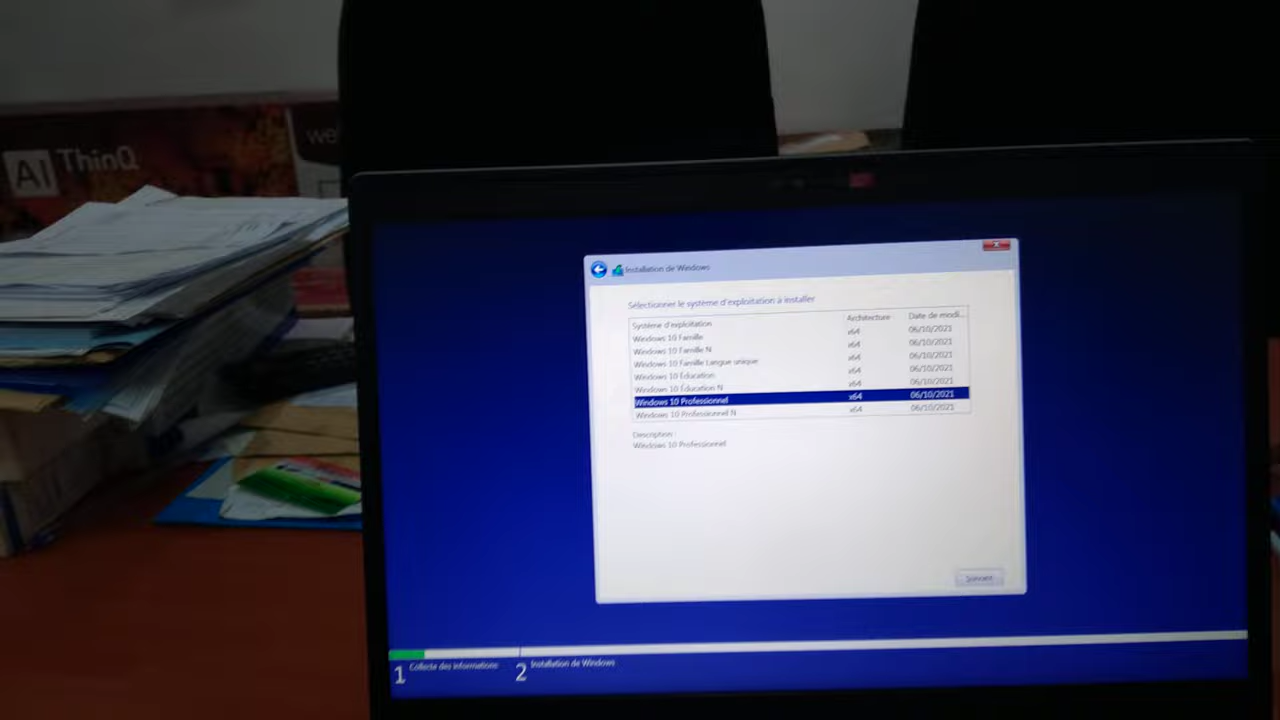 AI ThinQ
we
Installation de Windows
Sélectionner le système d'exploitation à installer
Système d'exploitation Architecture Date de modi...
Windows 10 Famille x64 06/10/2021
Windows 10 Famille N x64 06/10/2021
Windows 10 Famille Langue unique x64 06/10/2021
Windows 10 Éducation x64 06/10/2021
Windows 10 Éducation N x64 06/10/2021
Windows 10 Professionnel x64 06/10/2021
Windows 10 Professionnel N x64 06/10/2021
Description :
Windows 10 Professionnel
Suivant
1 Collecte des informations 2 Installation de Windows